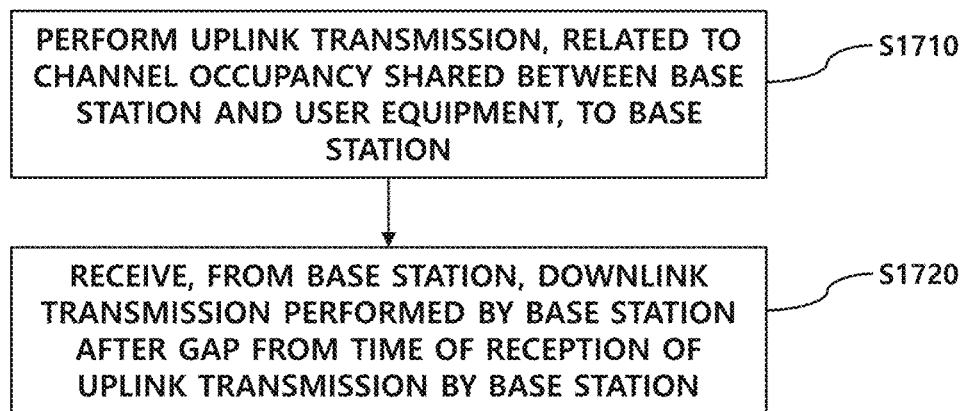 PERFORM UPLINK TRANSMISSION, RELATED TO
CHANNEL OCCUPANCY SHARED BETWEEN BASE
STATION AND USER EQUIPMENT, TO BASE
STATION
S1710
RECEIVE, FROM BASE STATION, DOWNLINK
TRANSMISSION PERFORMED BY BASE STATION
AFTER GAP FROM TIME OF RECEPTION OF
UPLINK TRANSMISSION BY BASE STATION
S1720